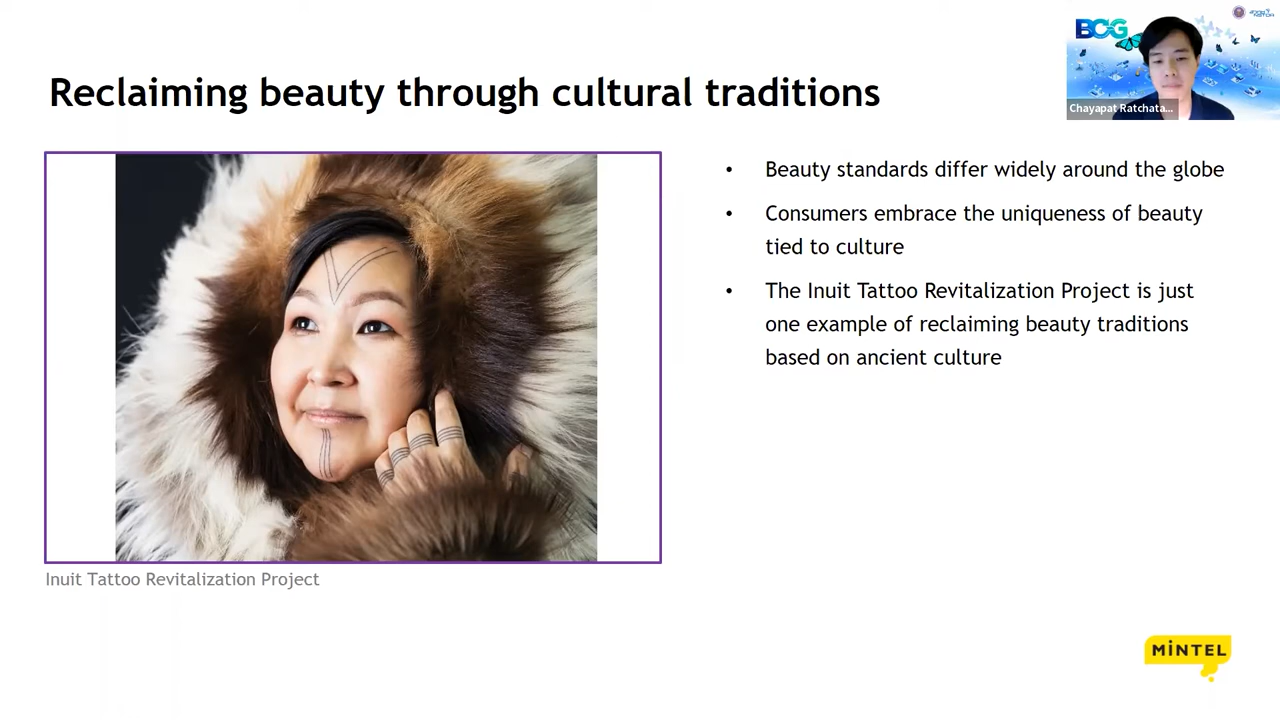 BCG
Chayapat Ratchata...
Reclaiming beauty through cultural traditions
• Beauty standards differ widely around the globe
• Consumers embrace the uniqueness of beauty
tied to culture
• The Inuit Tattoo Revitalization Project is just
one example of reclaiming beauty traditions
based on ancient culture
Inuit Tattoo Revitalization Project
MiNTEL